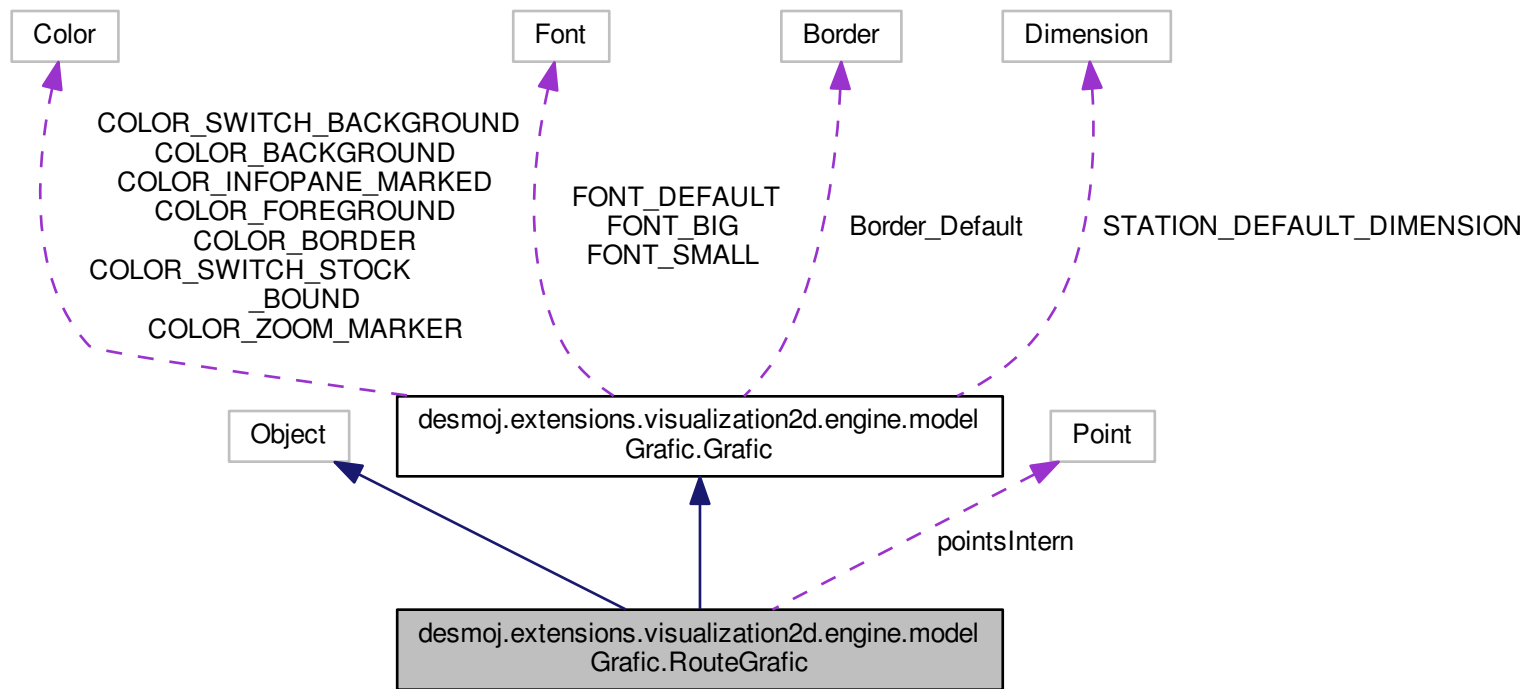 Color
Font
Border
Dimension
COLOR_SWITCH_BACKGROUND
COLOR_BACKGROUND
COLOR_INFOPANE_MARKED
COLOR_FOREGROUND
COLOR_BORDER
COLOR_SWITCH_STOCK
_BOUND
COLOR_ZOOM_MARKER
FONT_DEFAULT
FONT_BIG
FONT_SMALL
Border_Default
STATION_DEFAULT_DIMENSION
Object
desmoj.extensions.visualization2d.engine.model
Grafic.Grafic
Point
pointsIntern
desmoj.extensions.visualization2d.engine.model
Grafic.RouteGrafic